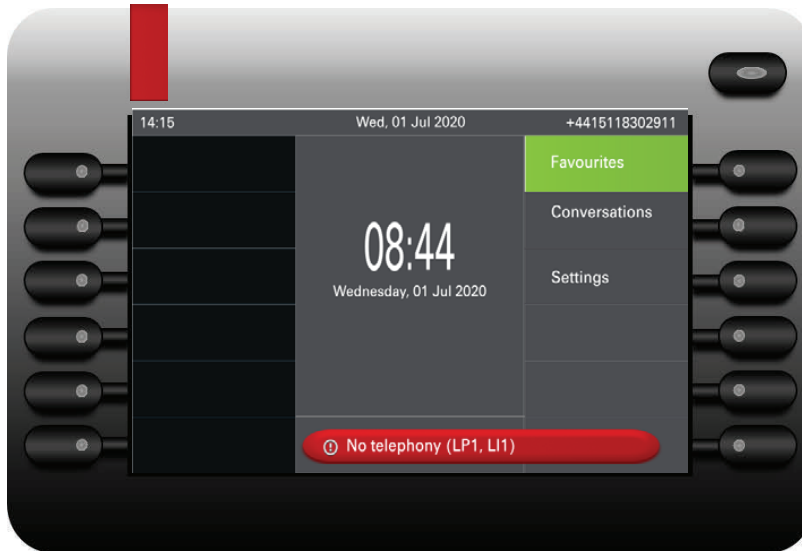 14:15 Wed, 01 Jul 2020 +4415118302911
Favourites
Conversations
08:44
Settings
Wednesday, 01 Jul 2020
No telephony (LP1, LI1)